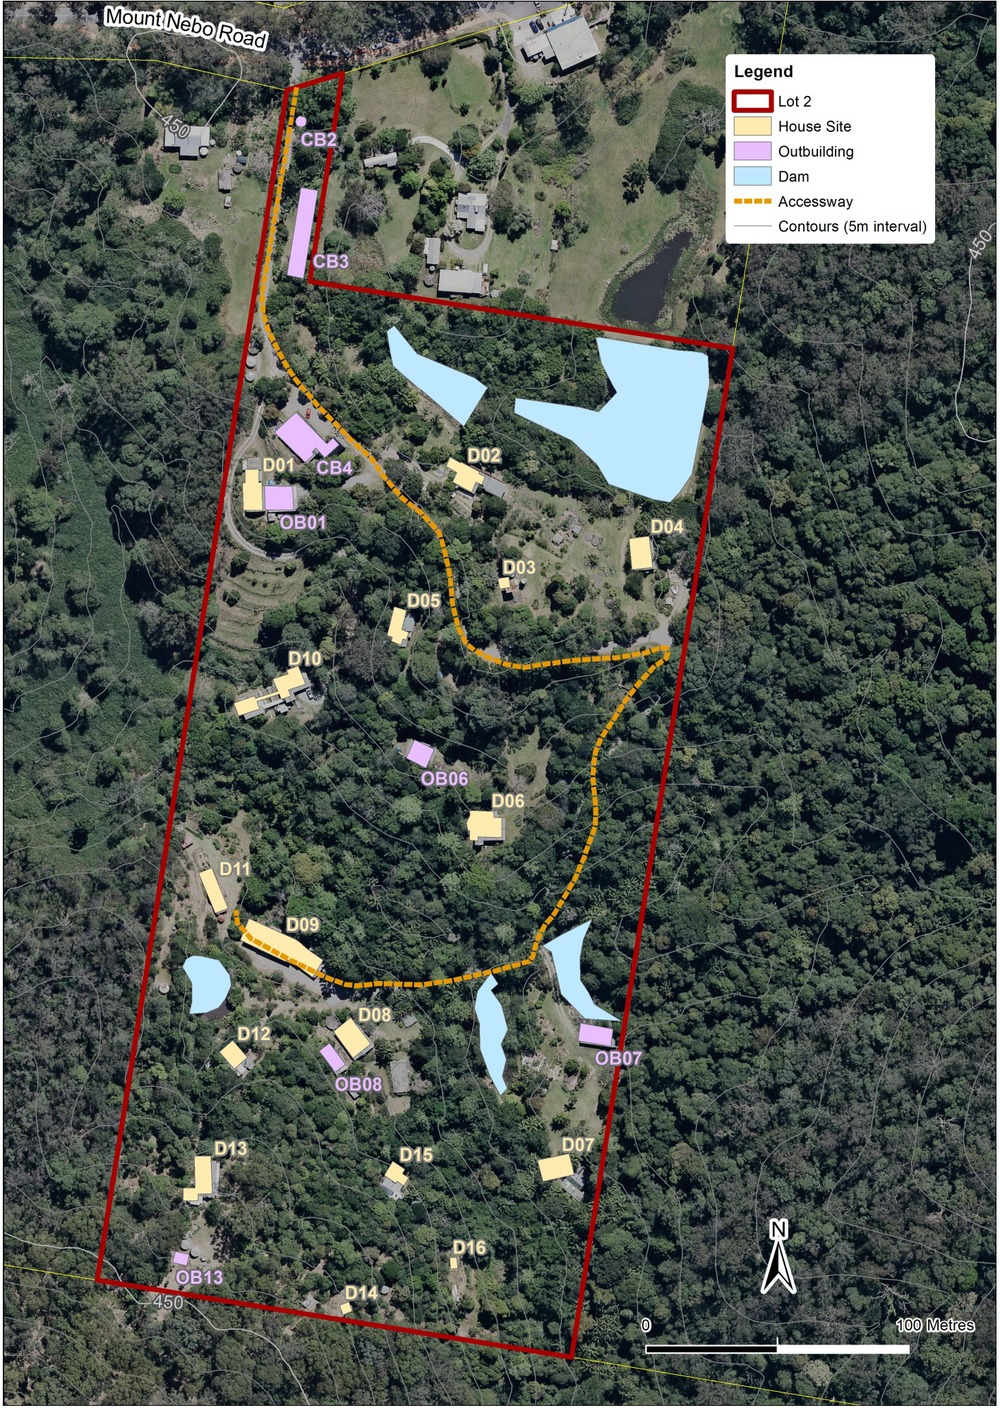 Mount Nebo Road
450
Legend
Lot 2
House Site
Outbuilding
Dam
Accessway
Contours (5m interval)
CB2
CB3
450
D01
CB4
D02
OB01
D04
D03
D05
D10
OB06
D06
D11
D09
D12
D08
OB08
OB07
D13
D15
D07
D16
OB13
D14
450
N
0
100 Metres